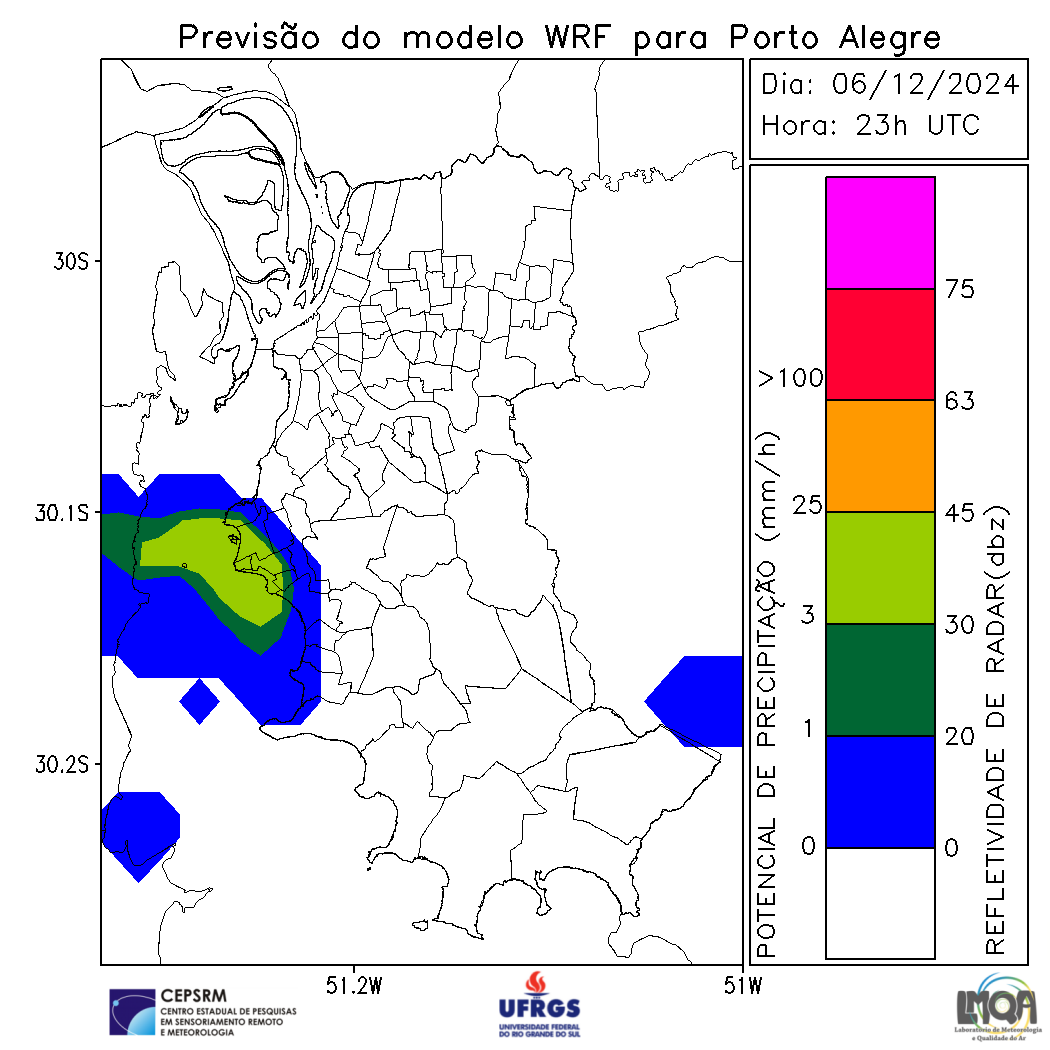 Previsão do modelo WRF para Porto Alegre
Dia: 06/12/2024
Hora: 23h UTC
30S
30.1S
30.2S
51.2W
51W
POTENCIAL DE PRECIPITAÇÃO (mm/h)
>100
25
3
1
0
75
63
45
30
20
0
REFLETIVIDADE DE RADAR(dbz)
CEPSRM
CENTRO ESTADUAL DE PESQUISAS
EM SENSORIAMENTO REMOTO
E METEOROLOGIA
UFRGS
UNIVERSIDADE FEDERAL
DO RIO GRANDE DO SUL
LMQA
Laboratório de Meteorologia
e Qualidade do Ar